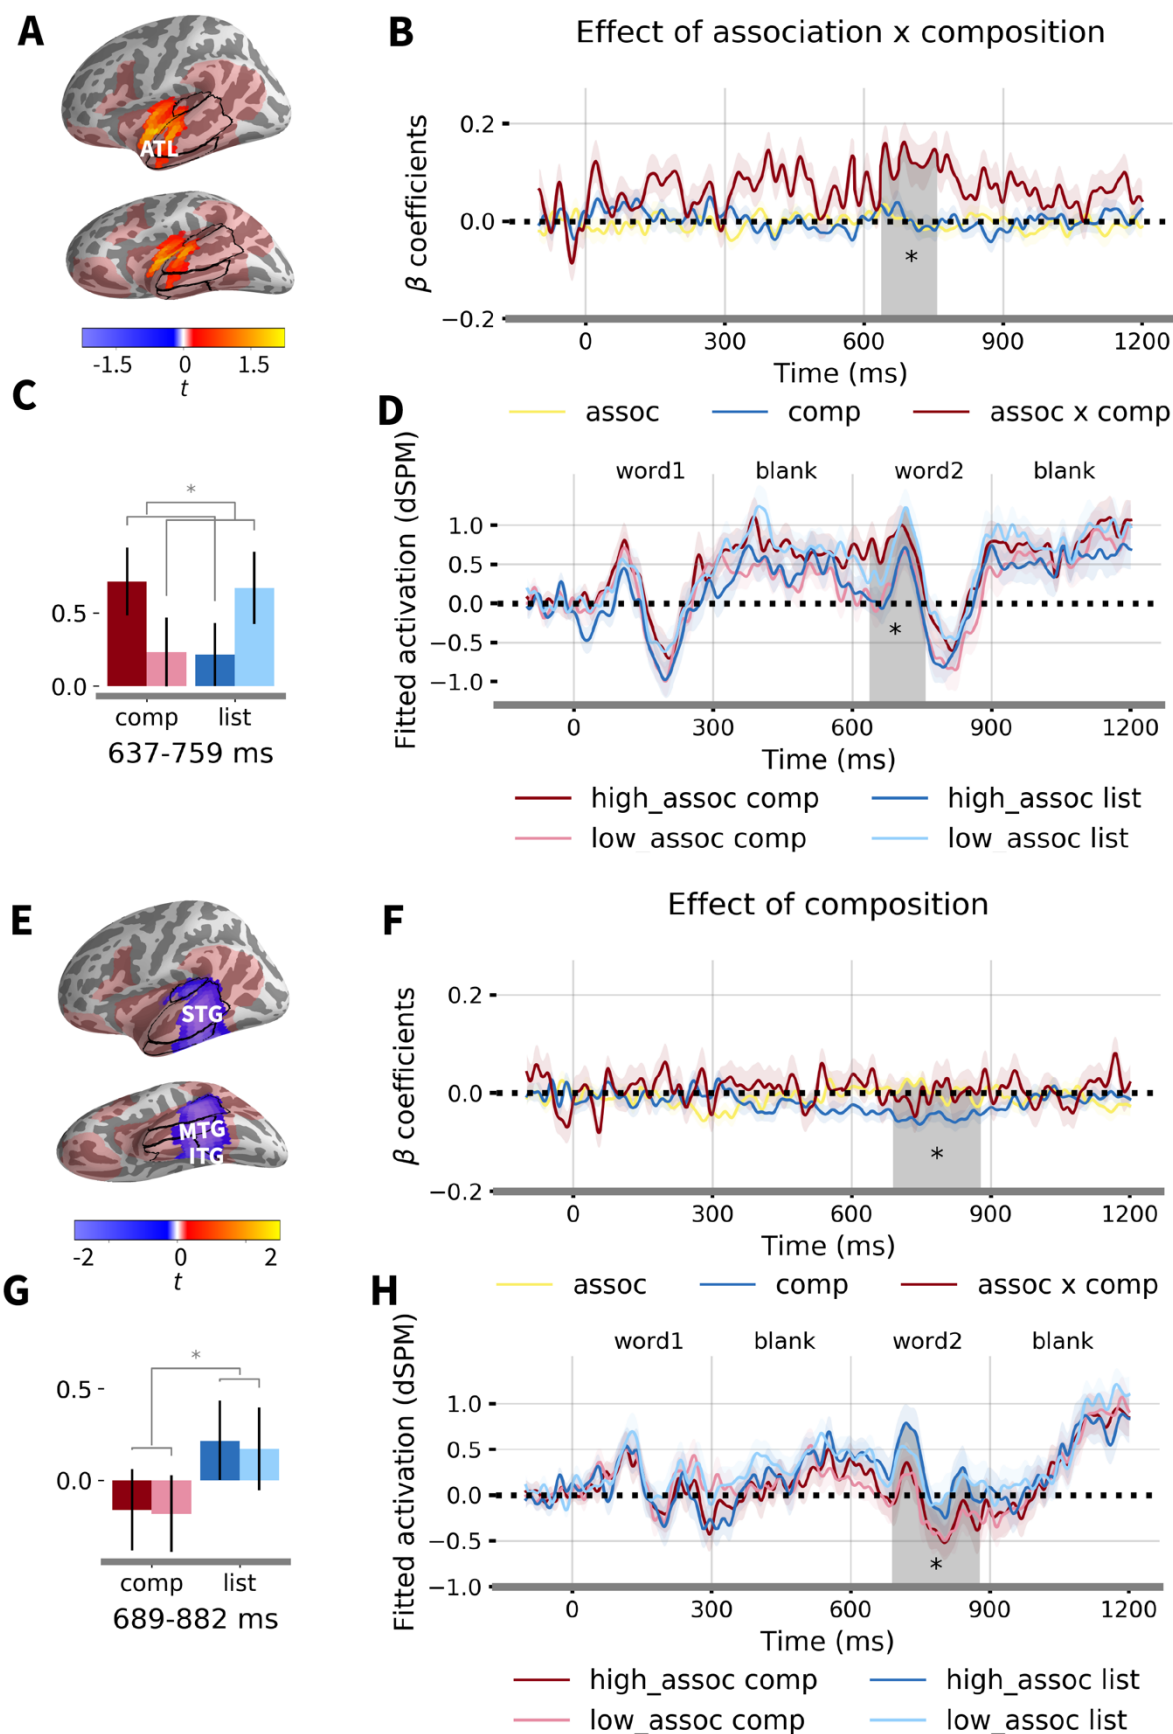 A
ATL
-1.5 0 1.5
t
B
Effect of association x composition
β coefficients
0.2
0.0
−0.2
*
0 300 600 900 1200
Time (ms)
assoc comp assoc x comp
C
*
0.5
0.0
comp list
637-759 ms
D
Fitted activation (dSPM)
word1 blank word2 blank
1.0
0.5
0.0
−0.5
−1.0
*
0 300 600 900 1200
Time (ms)
high_assoc comp high_assoc list
low_assoc comp low_assoc list
E
STG
MTG
ITG
-2 0 2
t
F
Effect of composition
β coefficients
0.2
0.0
−0.2
*
0 300 600 900 1200
Time (ms)
assoc comp assoc x comp
G
*
0.5
0.0
comp list
689-882 ms
H
Fitted activation (dSPM)
word1 blank word2 blank
1.0
0.5
0.0
−0.5
−1.0
*
0 300 600 900 1200
Time (ms)
high_assoc comp high_assoc list
low_assoc comp low_assoc list